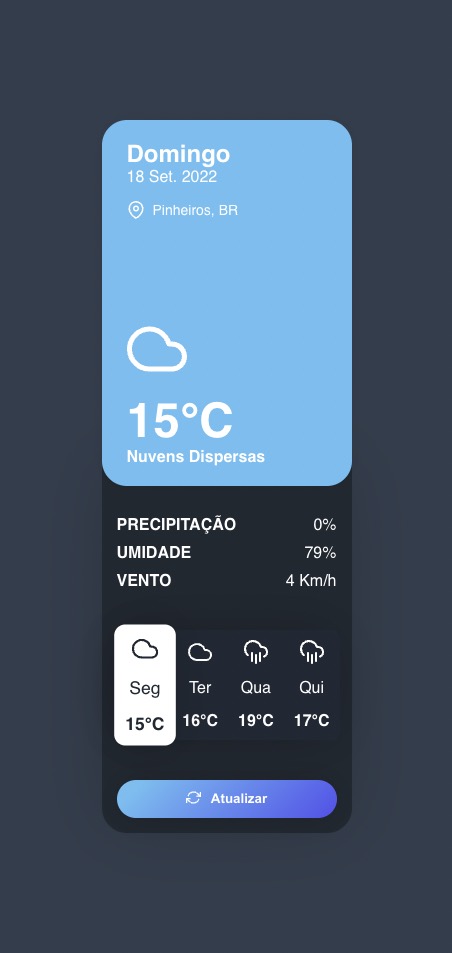 Domingo
18 Set. 2022
Pinheiros, BR
15°C
Nuvens Dispersas
PRECIPITAÇÃO 0%
UMIDADE 79%
VENTO 4 Km/h
Seg Ter Qua Qui
15°C 16°C 19°C 17°C
Atualizar